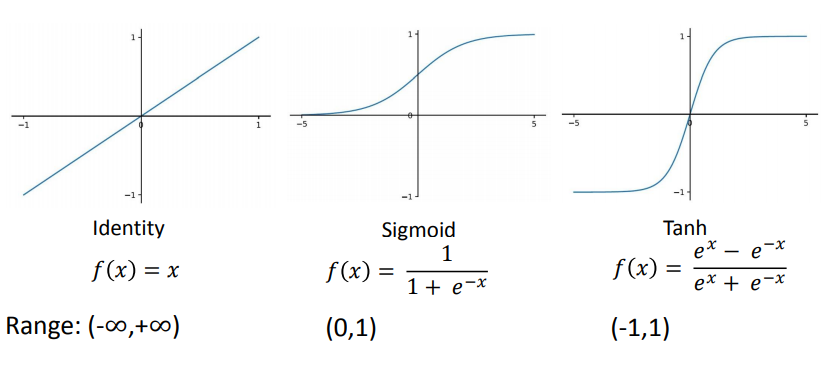 1
−1
0
1
−1
Identity
f(x) = x
Range: (-∞,+∞)
1
−5
0
5
−1
Sigmoid
f(x) = 1 / 1 + e^−x
(0,1)
1
−5
0
5
−1
Tanh
f(x) = e^x − e^−x / e^x + e^−x
(-1,1)